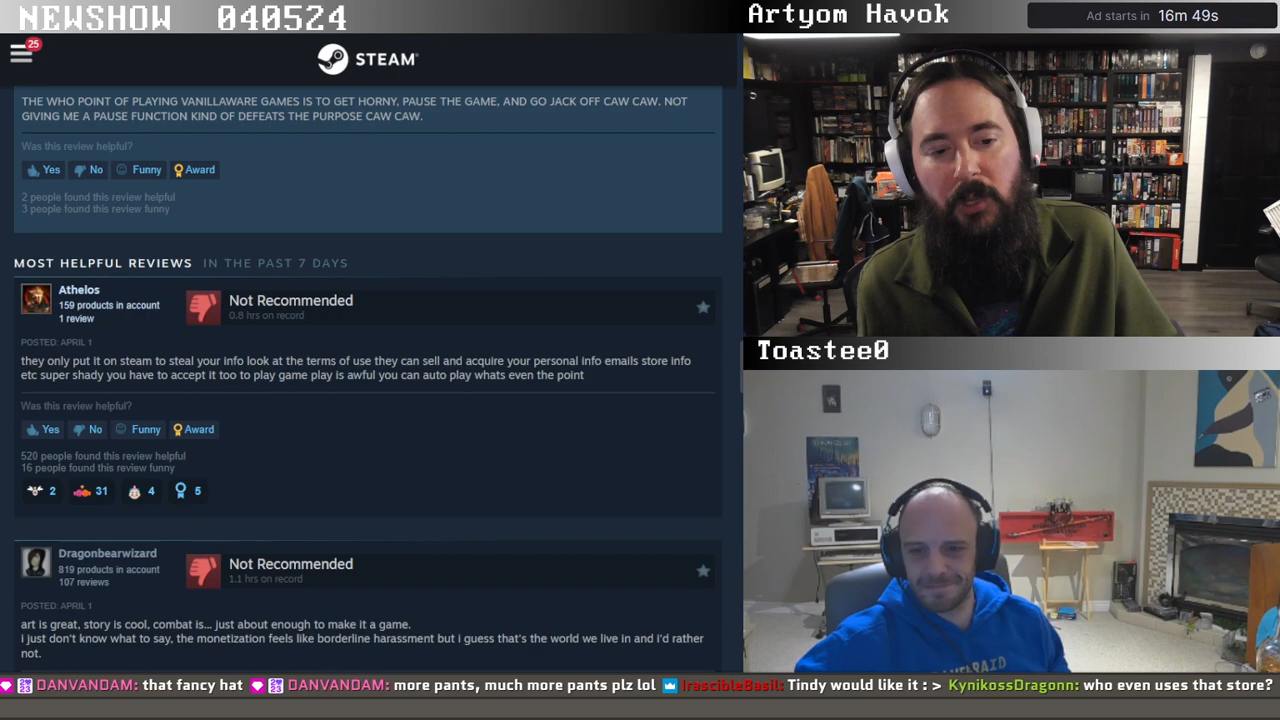 NEWSHOW 040524
Artyom Havok
Ad starts in 16m 49s
25
STEAM
THE WHO POINT OF PLAYING VANILLAWARE GAMES IS TO GET HORNY, PAUSE THE GAME, AND GO JACK OFF CAW CAW. NOT
GIVING ME A PAUSE FUNCTION KIND OF DEFEATS THE PURPOSE CAW CAW.
Was this review helpful?
Yes No Funny Award
2 people found this review helpful
3 people found this review funny
MOST HELPFUL REVIEWS IN THE PAST 7 DAYS
Athelos
159 products in account
1 review
Not Recommended
0.8 hrs on record
POSTED: APRIL 1
they only put it on steam to steal your info look at the terms of use they can sell and acquire your personal info emails store info
etc super shady you have to accept it too to play game play is awful you can auto play whats even the point
Was this review helpful?
Yes No Funny Award
520 people found this review helpful
16 people found this review funny
2 31 4 5
Dragonbearwizard
819 products in account
107 reviews
Not Recommended
1.1 hrs on record
POSTED: APRIL 1
art is great, story is cool, combat is... just about enough to make it a game.
i just don't know what to say, the monetization feels like borderline harassment but i guess that's the world we live in and i'd rather
not.
Toastee0
DANVANDAM: that fancy hat DANVANDAM: more pants, much more pants plz lol IrascibleBasil: Tindy would like it : > KynikossDragonn: who even uses that store?